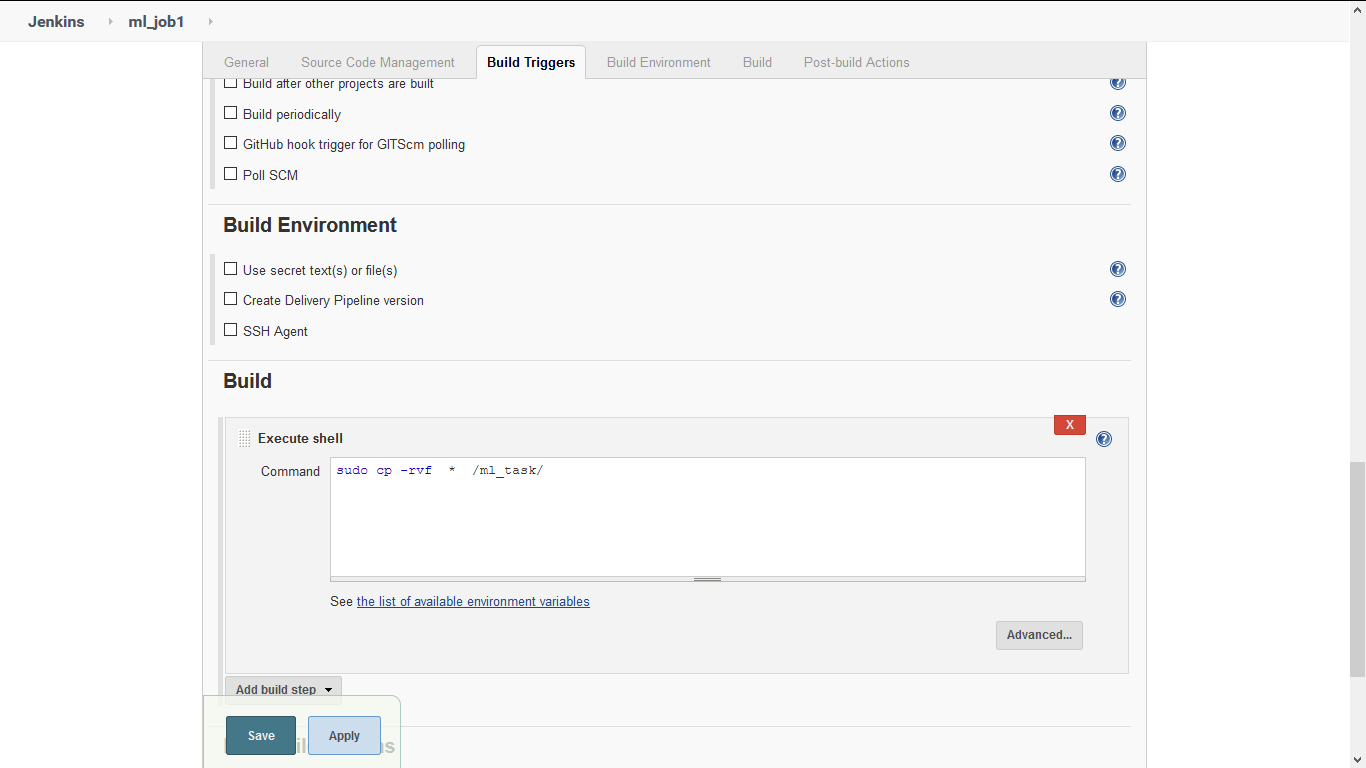 Jenkins ml_job1
General Source Code Management Build Triggers Build Environment Build Post-build Actions
Build after other projects are built
Build periodically
GitHub hook trigger for GITScm polling
Poll SCM
Build Environment
Use secret text(s) or file(s)
Create Delivery Pipeline version
SSH Agent
Build
X
Execute shell
Command sudo cp -rvf * /ml_task/
See the list of available environment variables
Advanced...
Add build step
Save Apply